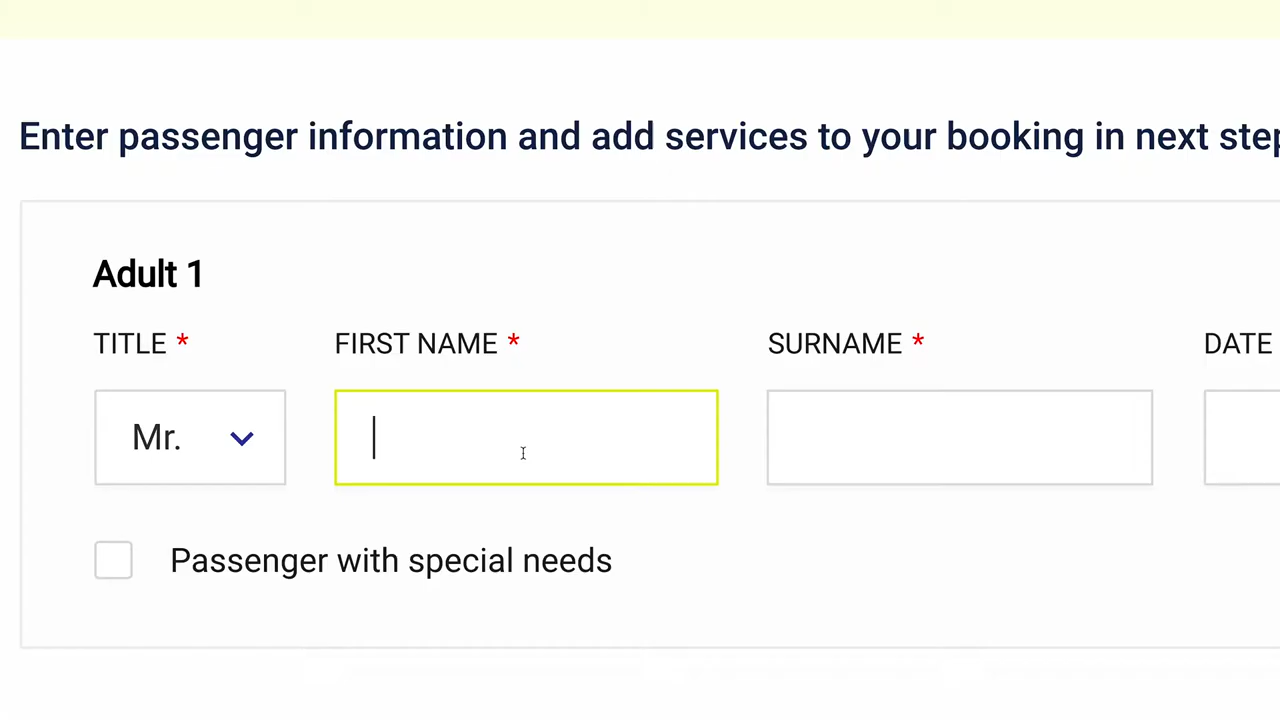 Enter passenger information and add services to your booking in next step
Adult 1
TITLE * FIRST NAME * SURNAME * DATE
Mr.
Passenger with special needs